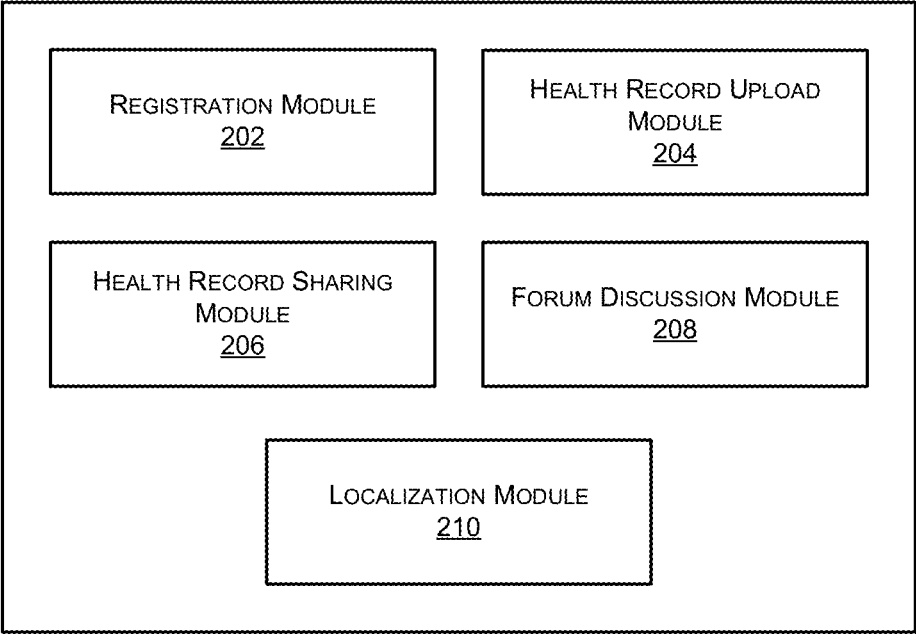 Registration Module
202
Health Record Upload
Module
204
Health Record Sharing
Module
206
Forum Discussion Module
208
Localization Module
210